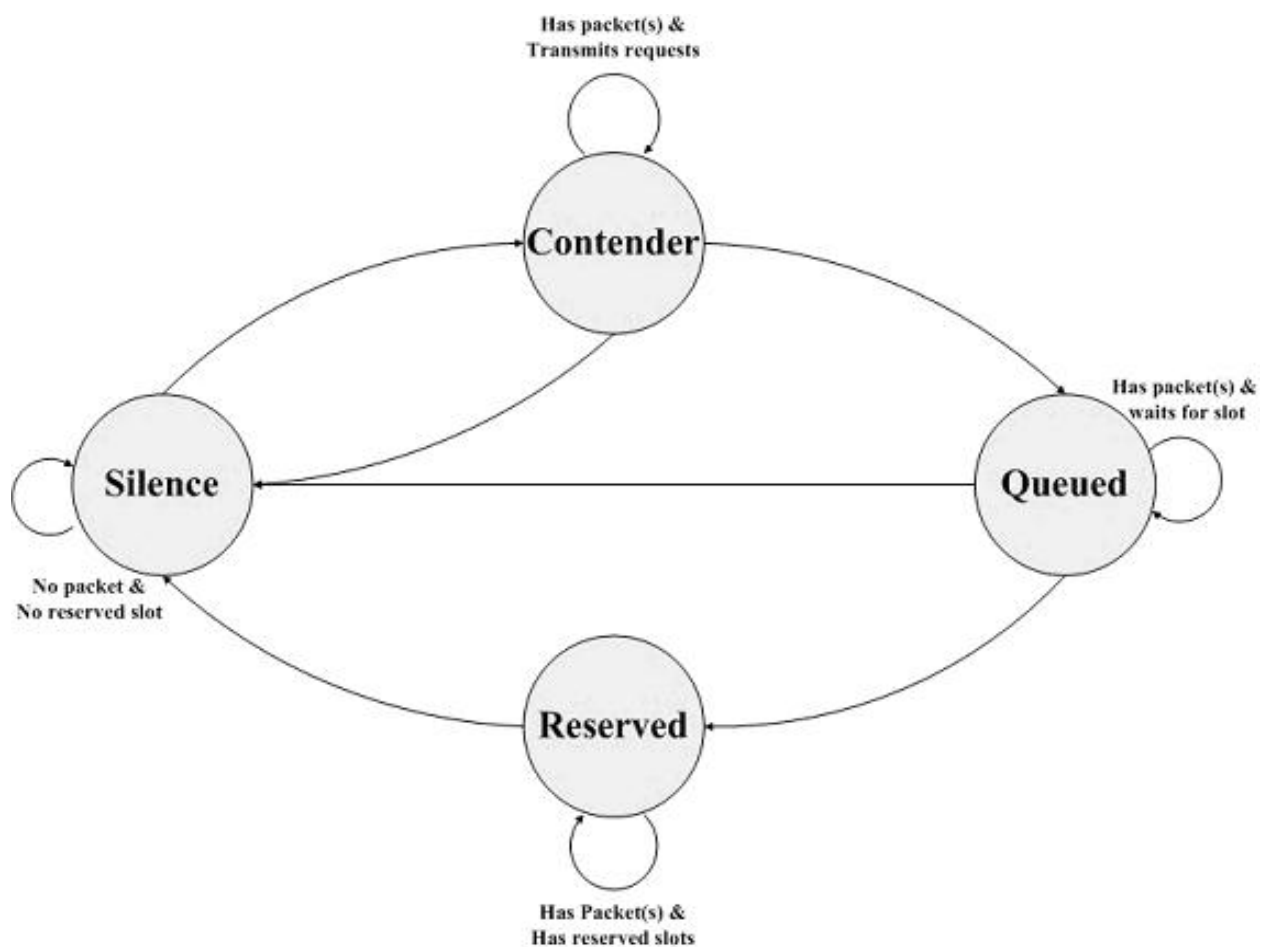 Has packet(s) &
Transmits requests
Contender
Has packet(s) &
waits for slot
Silence
Queued
No packet &
No reserved slot
Reserved
Has Packet(s) &
Has reserved slots